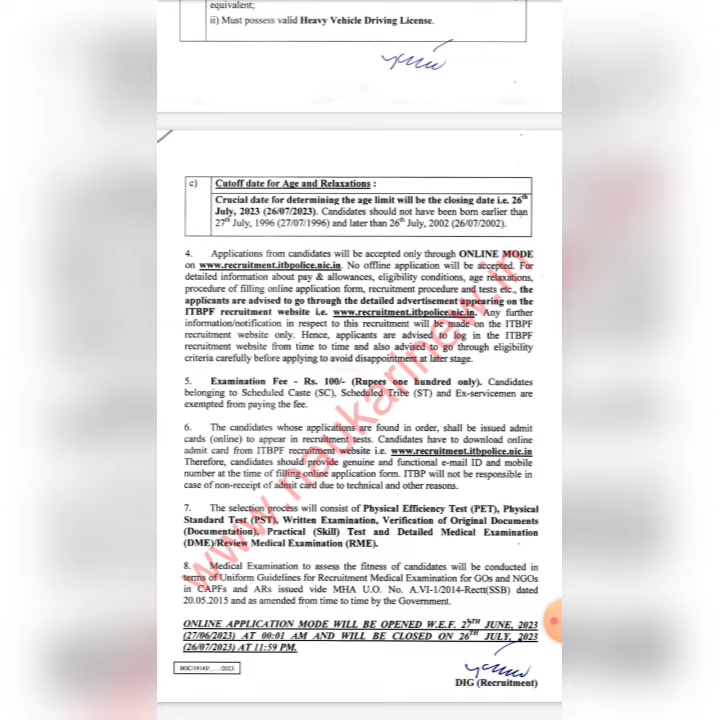 equivalent;
ii) Must possess valid Heavy Vehicle Driving License.
c) Cutoff date for Age and Relaxations :
Crucial date for determining the age limit will be the closing date i.e. 26th
July, 2023 (26/07/2023). Candidates should not have been born earlier than
27th July, 1996 (27/07/1996) and later than 26th July, 2002 (26/07/2002).
4. Applications from candidates will be accepted only through ONLINE MODE
on www.recruitment.itbpolice.nic.in. No offline application will be accepted. For
detailed information about pay & allowances, eligibility conditions, age relaxations,
procedure of filling online application form, recruitment procedure and tests etc., the
applicants are advised to go through the detailed advertisement appearing on the
ITBPF recruitment website i.e. www.recruitment.itbpolice.nic.in. Any further
information/notification in respect to this recruitment will be made on the ITBPF
recruitment website only. Hence, applicants are advised to log in the ITBPF
recruitment website from time to time and also advised to go through eligibility
criteria carefully before applying to avoid disappointment at later stage.
5. Examination Fee - Rs. 100/- (Rupees one hundred only). Candidates
belonging to Scheduled Caste (SC), Scheduled Tribe (ST) and Ex-servicemen are
exempted from paying the fee.
6. The candidates whose applications are found in order, shall be issued admit
cards (online) to appear in recruitment tests. Candidates have to download online
admit card from ITBPF recruitment website i.e. www.recruitment.itbpolice.nic.in
Therefore, candidates should provide genuine and functional e-mail ID and mobile
number at the time of filling online application form. ITBP will not be responsible in
case of non-receipt of admit card due to technical and other reasons.
7. The selection process will consist of Physical Efficiency Test (PET), Physical
Standard Test (PST), Written Examination, Verification of Original Documents
(Documentation), Practical (Skill) Test and Detailed Medical Examination
(DME)/Review Medical Examination (RME).
8. Medical Examination to assess the fitness of candidates will be conducted in
terms of Uniform Guidelines for Recruitment Medical Examination for GOs and NGOs
in CAPFs and ARs issued vide MHA U.O. No. A.VI-1/2014-Rectt(SSB) dated
20.05.2015 and as amended from time to time by the Government.
ONLINE APPLICATION MODE WILL BE OPENED W.E.F. 27TH JUNE, 2023
(27/06/2023) AT 00:01 AM AND WILL BE CLOSED ON 26TH JULY, 2023
(26/07/2023) AT 11:59 PM.
DIG (Recruitment)